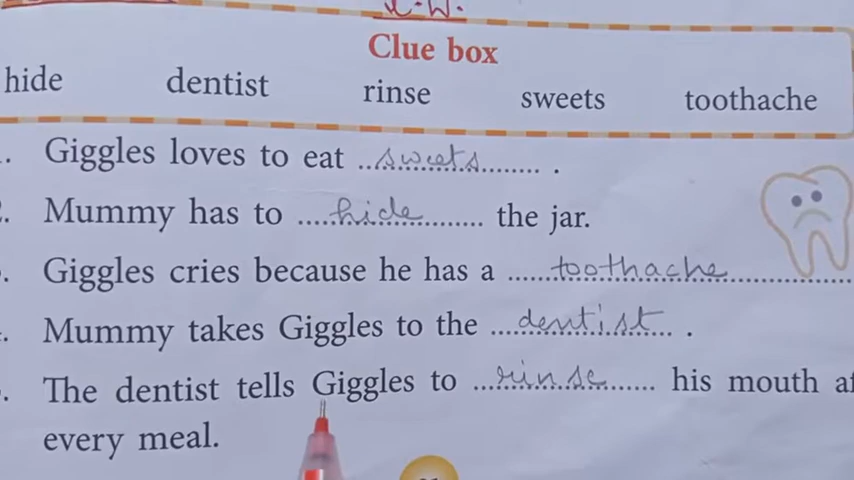 C.W.
Clue box
hide dentist rinse sweets toothache
. Giggles loves to eat ..sweets....... .
. Mummy has to ....hide....... the jar.
. Giggles cries because he has a ......toothache..............
. Mummy takes Giggles to the ....dentist.... .
. The dentist tells Giggles to ...rinse....... his mouth af
every meal.